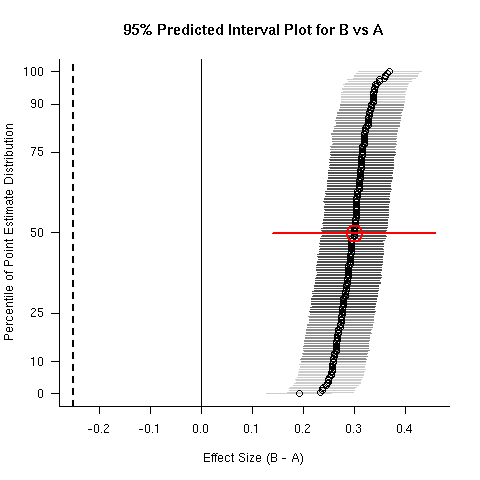 95% Predicted Interval Plot for B vs A
Percentile of Point Estimate Distribution
100
90
75
50
25
10
0
-0.2 -0.1 0.0 0.1 0.2 0.3 0.4
Effect Size (B - A)